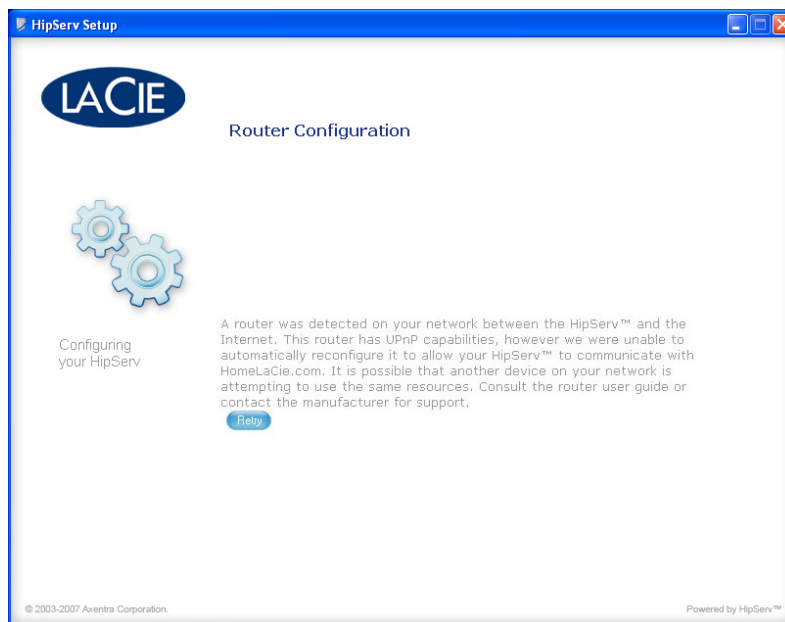 HipServ Setup
LACIE
Router Configuration
A router was detected on your network between the HipServ™ and the
Internet. This router has UPnP capabilities, however we were unable to
automatically reconfigure it to allow your HipServ™ to communicate with
HomeLaCie.com. It is possible that another device on your network is
attempting to use the same resources. Consult the router user guide or
contact the manufacturer for support.
Retry
Configuring
your HipServ
© 2003-2007 Axentra Corporation.
Powered by HipServ™